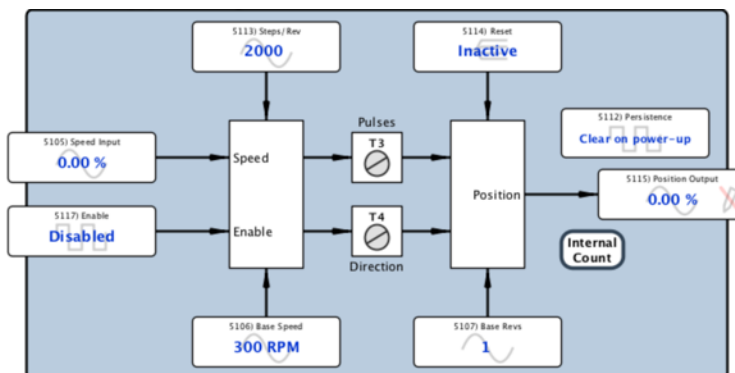 5113) Steps/Rev
2000
5114) Reset
Inactive
Pulses
5112) Persistence
Clear on power-up
5105) Speed Input
0.00 %
Speed
T3
5115) Position Output
0.00 %
Position
5117) Enable
Disabled
Enable
T4
Direction
Internal
Count
5106) Base Speed
300 RPM
5107) Base Revs
1